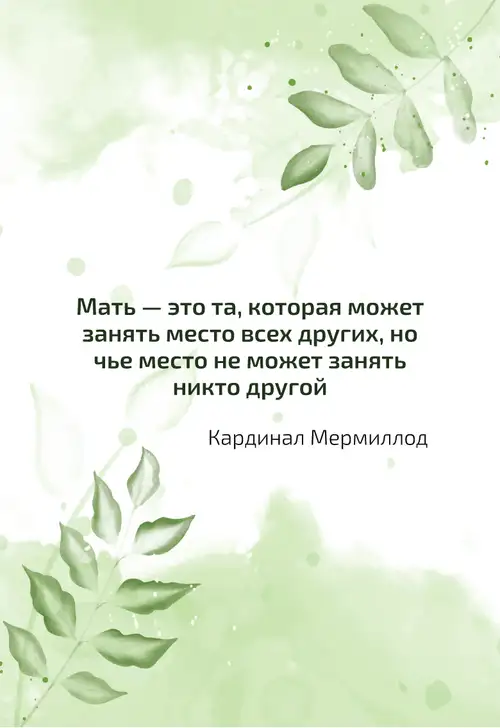 Мать — это та, которая может
занять место всех других, но
чье место не может занять
никто другой
Кардинал Мермиллод